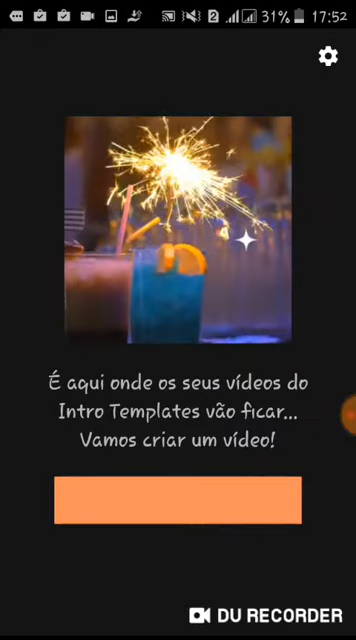 31% 17:52
É aqui onde os seus vídeos do
Intro Templates vão ficar...
Vamos criar um vídeo!
DU RECORDER